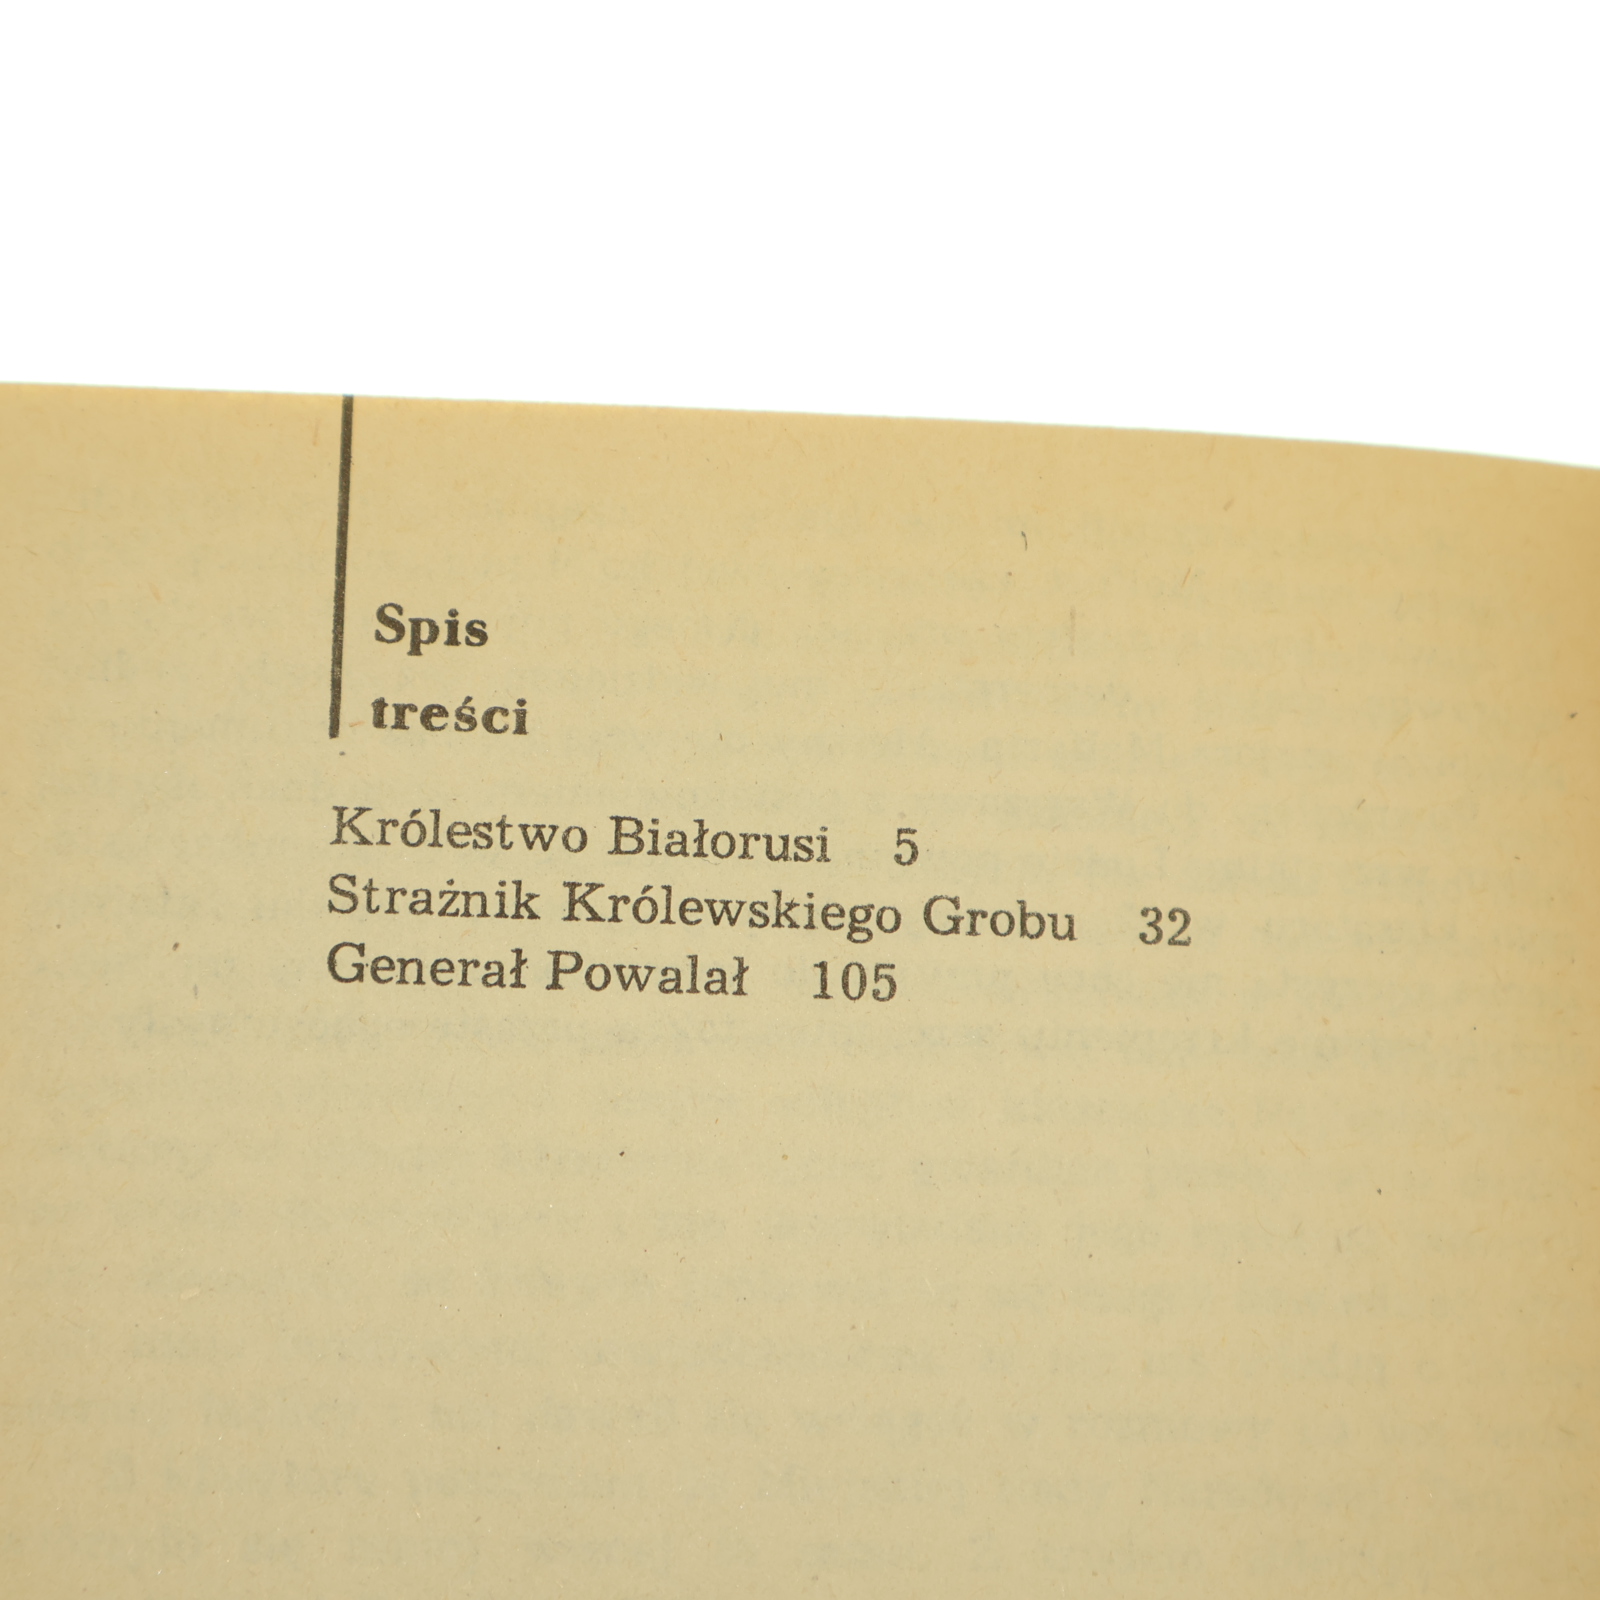 Spis
treści
Królestwo Białorusi 5
Strażnik Królewskiego Grobu 32
Generał Powalał 105